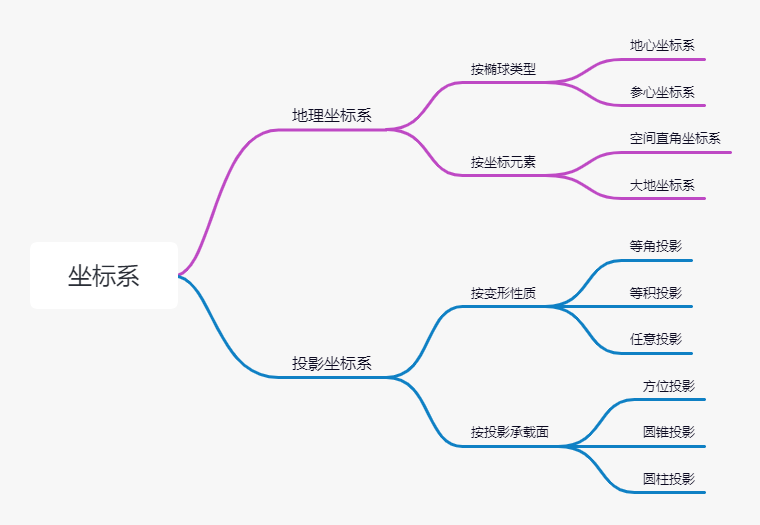 坐标系
地理坐标系
按椭球类型
地心坐标系
参心坐标系
按坐标元素
空间直角坐标系
大地坐标系
投影坐标系
按变形性质
等角投影
等积投影
任意投影
按投影承载面
方位投影
圆锥投影
圆柱投影